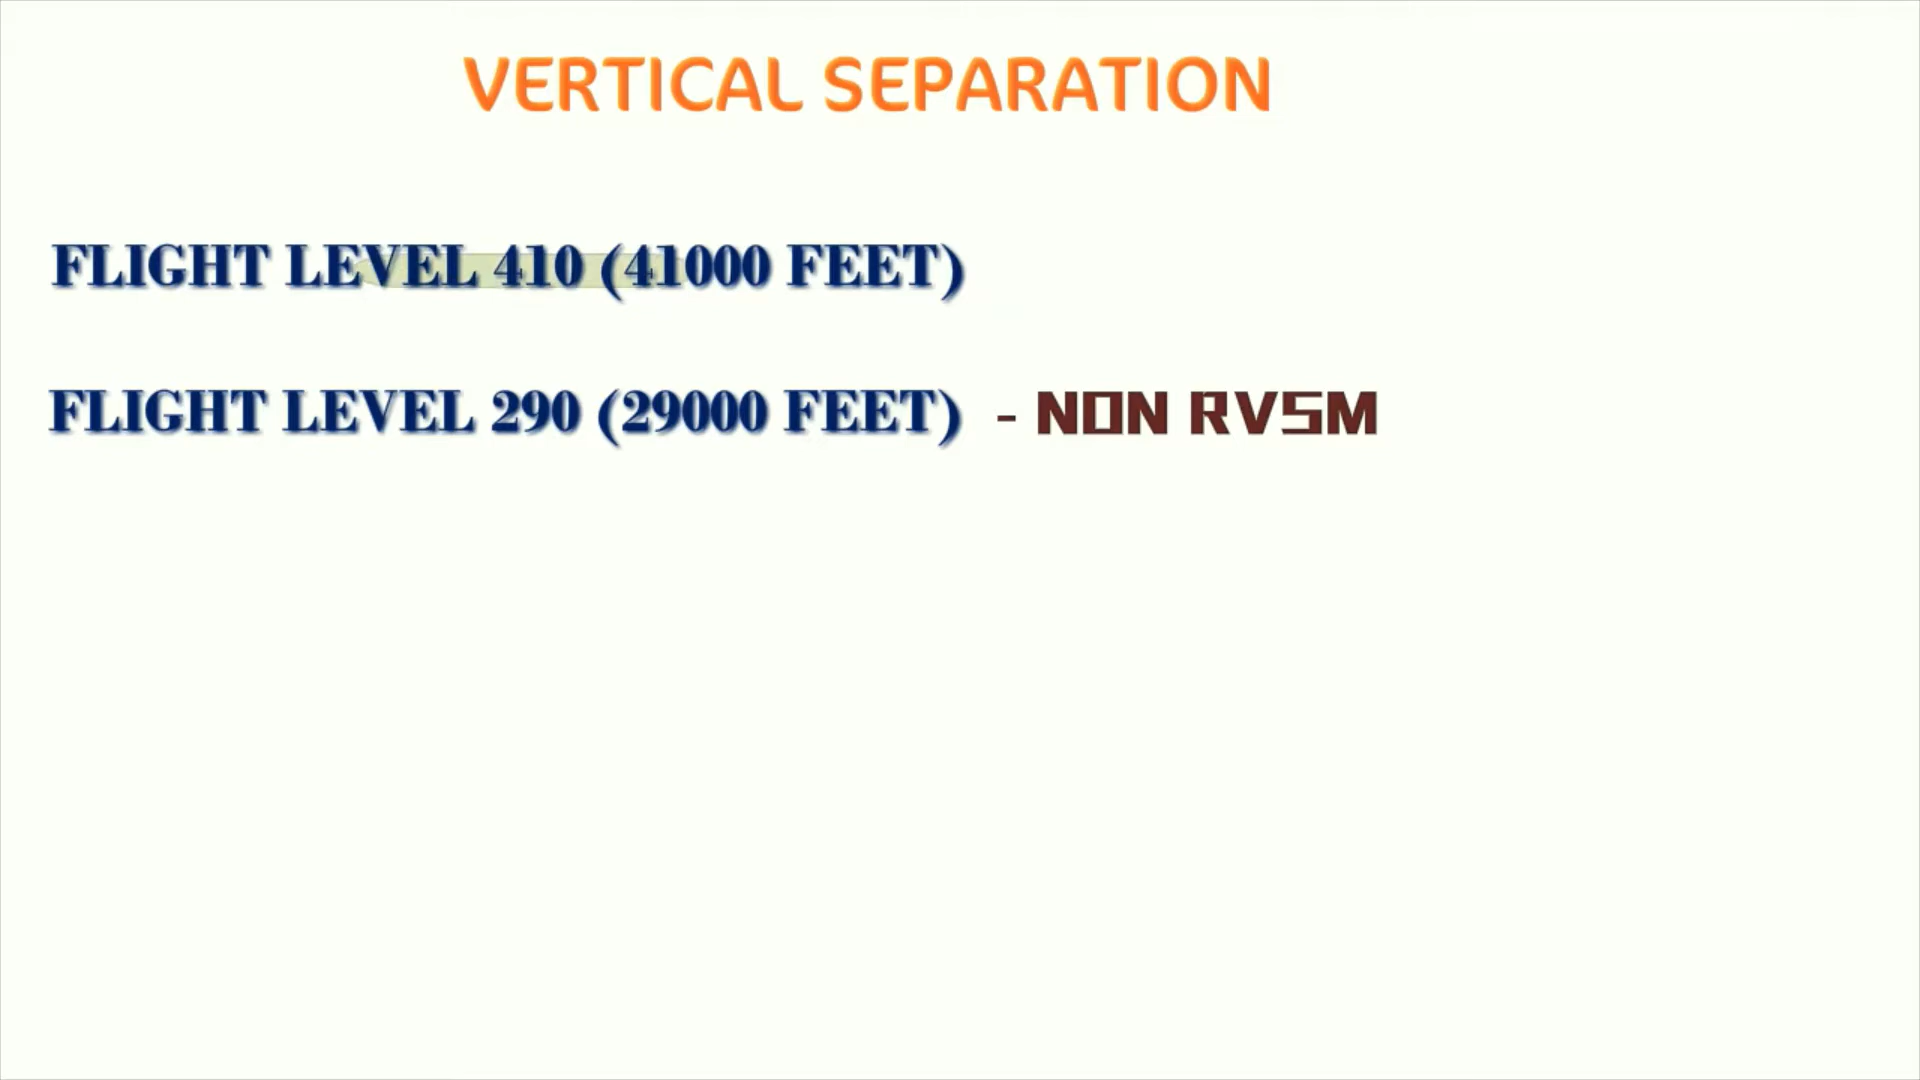 VERTICAL SEPARATION
FLIGHT LEVEL 410 (41000 FEET)
FLIGHT LEVEL 290 (29000 FEET) - NON RVSM